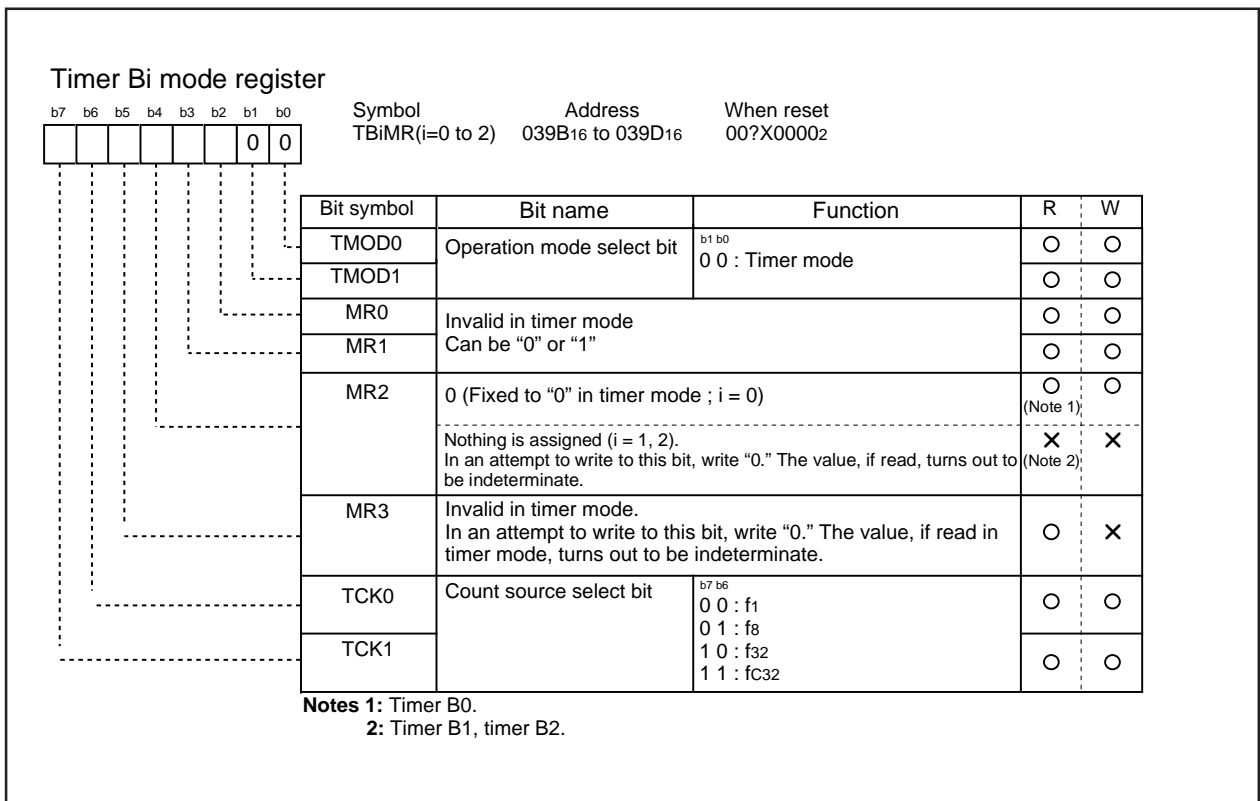 Timer Bi mode register
b7 b6 b5 b4 b3 b2 b1 b0
0 0
Symbol Address When reset
TBiMR(i=0 to 2) 039B16 to 039D16 00?X00002
Bit symbol Bit name Function R W
TMOD0 Operation mode select bit b1 b0
0 0 : Timer mode
TMOD1
MR0 Invalid in timer mode
Can be “0” or “1”
MR1
MR2 0 (Fixed to “0” in timer mode ; i = 0)
(Note 1)
Nothing is assigned (i = 1, 2).
In an attempt to write to this bit, write “0.” The value, if read, turns out to (Note 2)
be indeterminate.
MR3 Invalid in timer mode.
In an attempt to write to this bit, write “0.” The value, if read in
timer mode, turns out to be indeterminate.
TCK0 Count source select bit b7 b6
0 0 : f1
0 1 : f8
TCK1 1 0 : f32
1 1 : fC32
Notes 1: Timer B0.
2: Timer B1, timer B2.